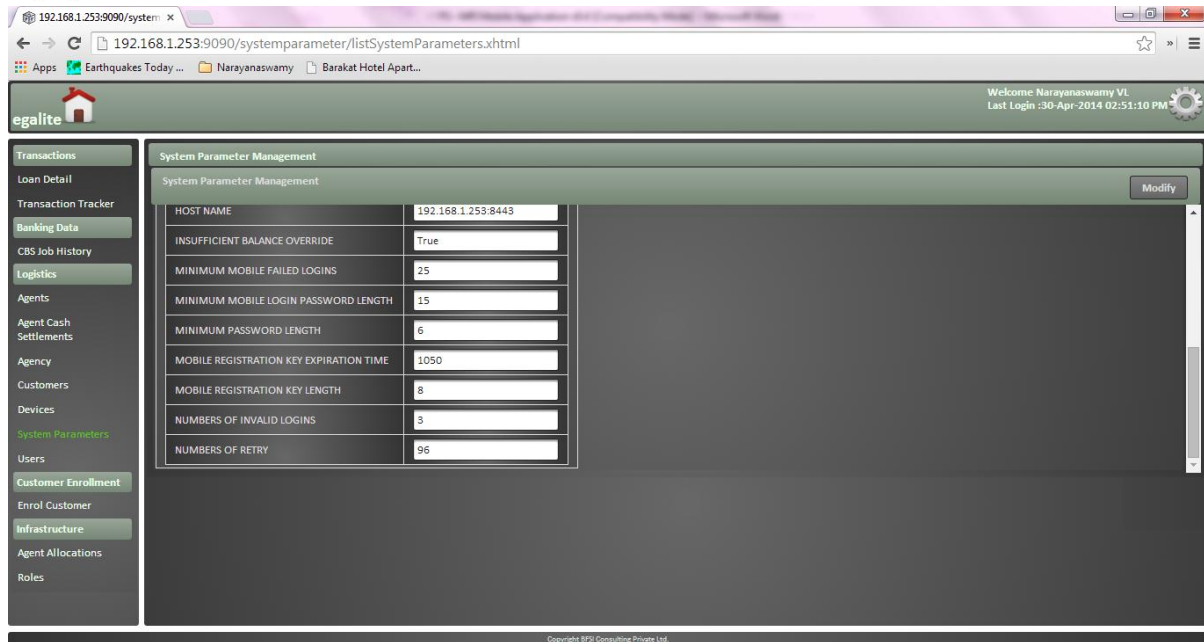 192.168.1.253:9090/system
192.168.1.253:9090/systemparameter/listSystemParameters.xhtml
Apps Earthquakes Today ... Narayanaswamy Barakat Hotel Apart...
egalite
Welcome Narayanaswamy VL
Last Login :30-Apr-2014 02:51:10 PM
Transactions
Loan Detail
Transaction Tracker
Banking Data
CBS Job History
Logistics
Agents
Agent Cash
Settlements
Agency
Customers
Devices
System Parameters
Users
Customer Enrollment
Enrol Customer
Infrastructure
Agent Allocations
Roles
System Parameter Management
System Parameter Management
Modify
HOST NAME 192.168.1.253:8443
INSUFFICIENT BALANCE OVERRIDE True
MINIMUM MOBILE FAILED LOGINS 25
MINIMUM MOBILE LOGIN PASSWORD LENGTH 15
MINIMUM PASSWORD LENGTH 6
MOBILE REGISTRATION KEY EXPIRATION TIME 1050
MOBILE REGISTRATION KEY LENGTH 8
NUMBERS OF INVALID LOGINS 3
NUMBERS OF RETRY 96
Copyright BFSI Consulting Private Ltd.